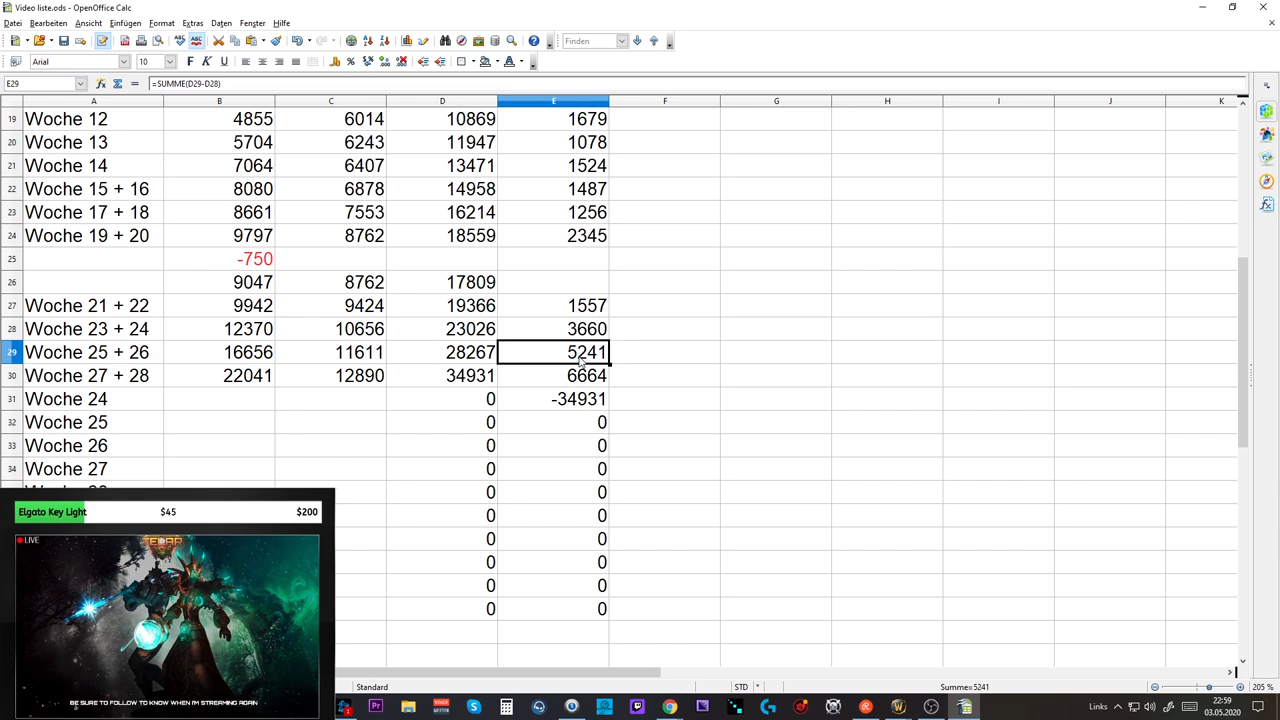 Video liste.ods - OpenOffice Calc
Datei Bearbeiten Ansicht Einfügen Format Extras Daten Fenster Hilfe
Finden
Arial 10
E29 =SUMME(D29-D28)
A B C D E F G H I J K
19 Woche 12 4855 6014 10869 1679
20 Woche 13 5704 6243 11947 1078
21 Woche 14 7064 6407 13471 1524
22 Woche 15 + 16 8080 6878 14958 1487
23 Woche 17 + 18 8661 7553 16214 1256
24 Woche 19 + 20 9797 8762 18559 2345
25 -750
26 9047 8762 17809
27 Woche 21 + 22 9942 9424 19366 1557
28 Woche 23 + 24 12370 10656 23026 3660
29 Woche 25 + 26 16656 11611 28267 5241
30 Woche 27 + 28 22041 12890 34931 6664
31 Woche 24 0 -34931
32 Woche 25 0 0
33 Woche 26 0 0
34 Woche 27 0 0
0 0
0 0
0 0
0 0
0 0
0 0
Elgato Key Light $45 $200
LIVE
BE SURE TO FOLLOW TO KNOW WHEN I'M STREAMING AGAIN
Standard STD * Summe=5241 205 %
Links 22:59
03.05.2020